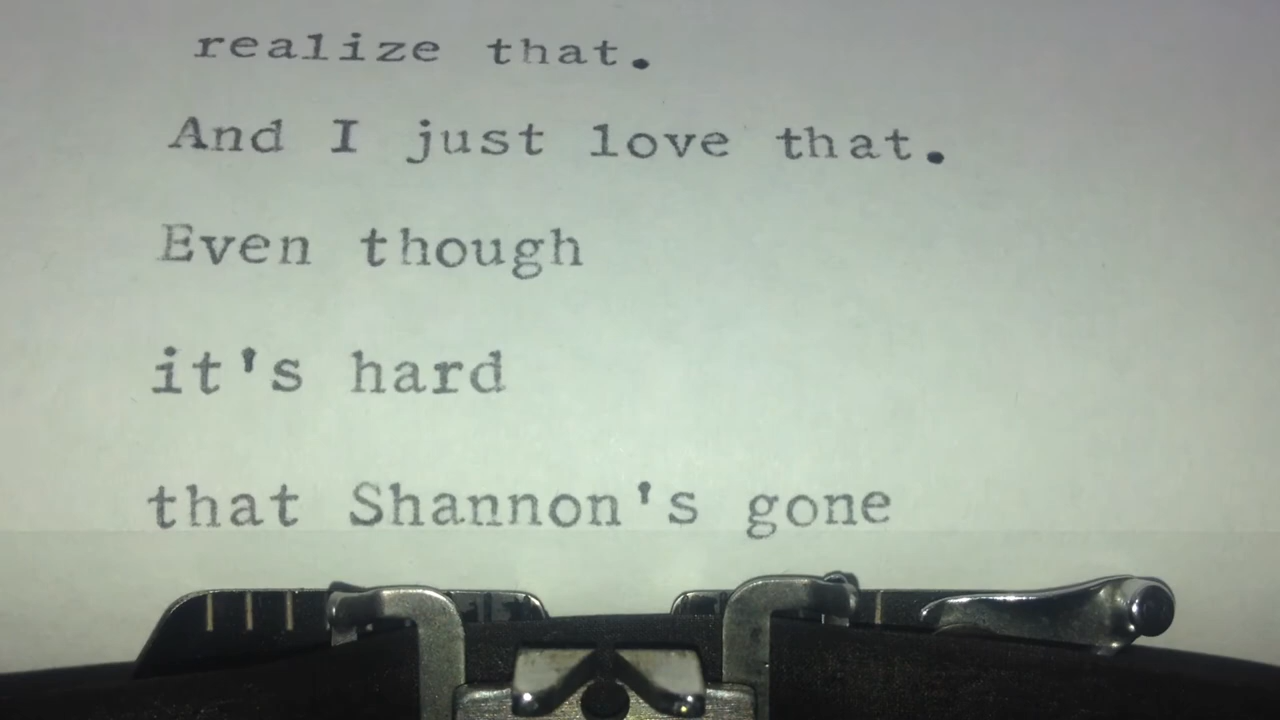 realize that.
And I just love that.
Even though
it's hard
that Shannon's gone